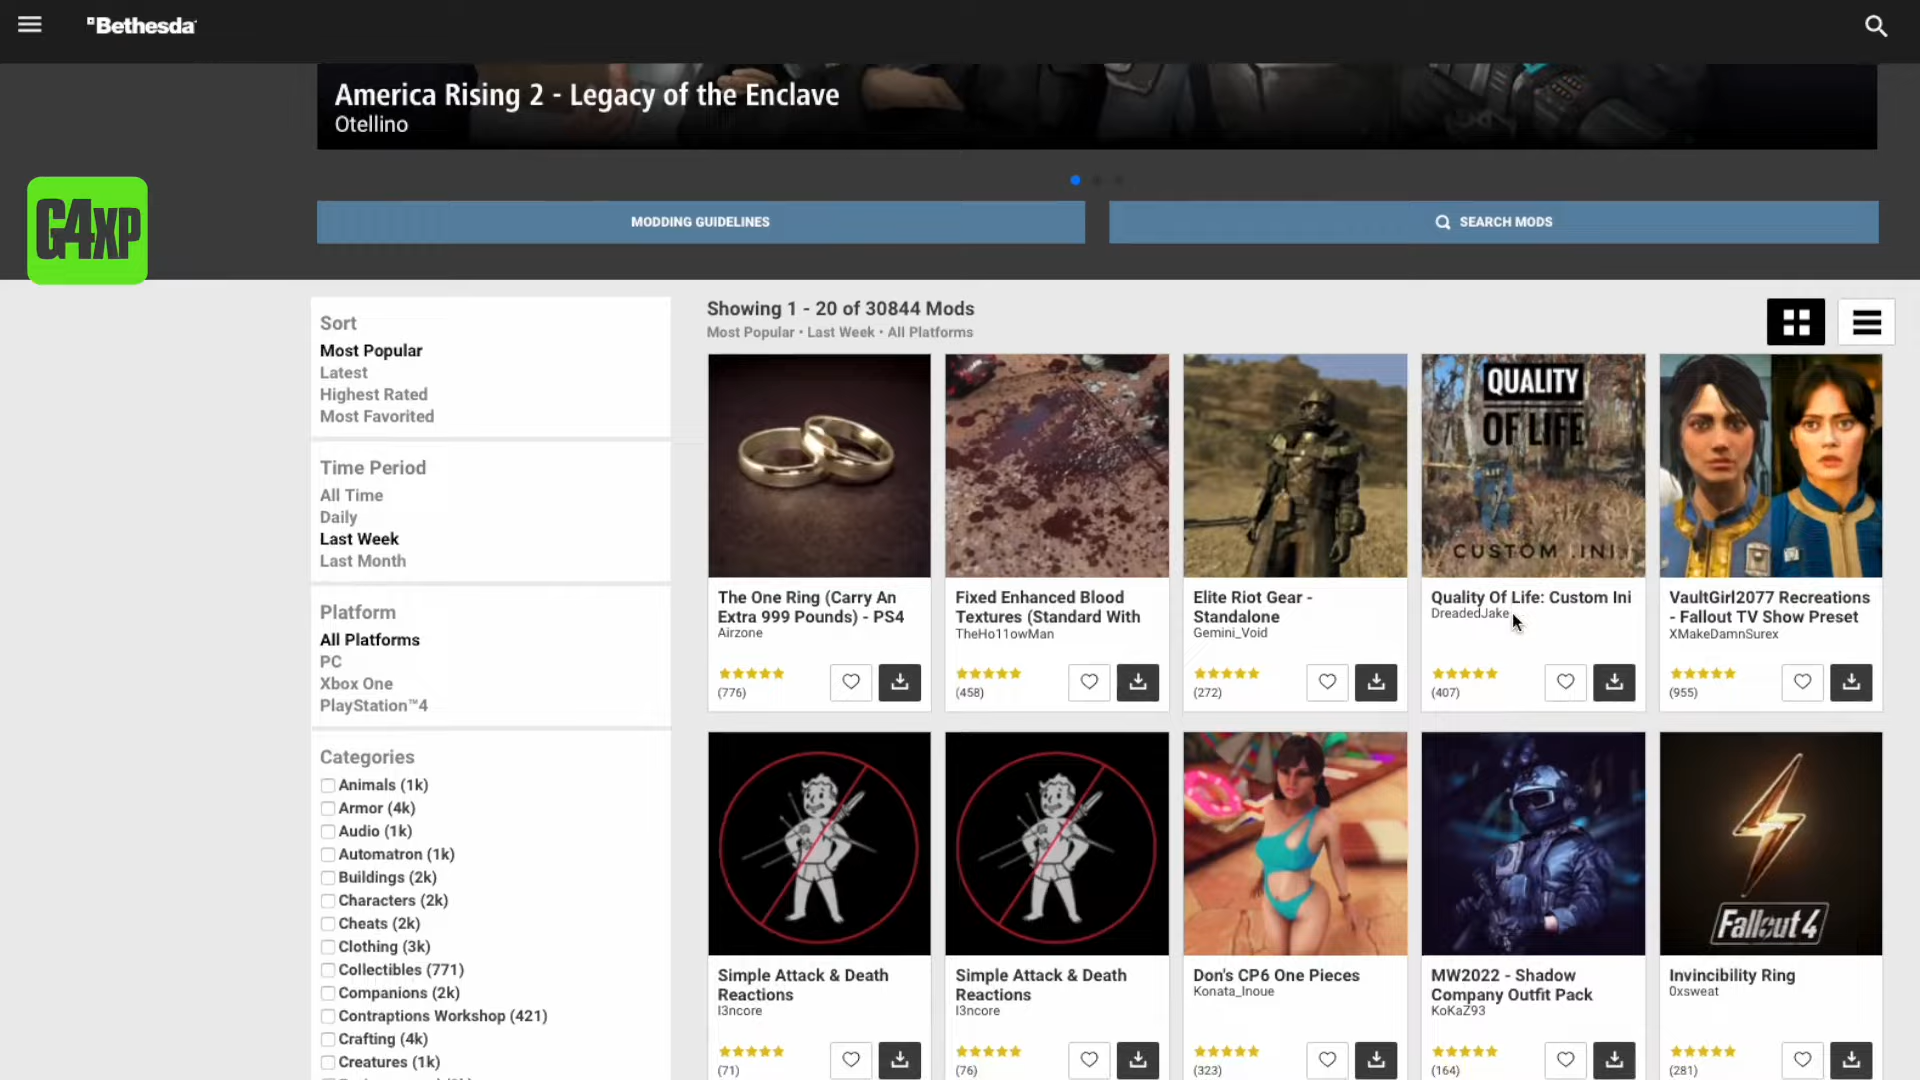 Bethesda
America Rising 2 - Legacy of the Enclave
Otellino
G4XP
MODDING GUIDELINES
SEARCH MODS
Sort
Most Popular
Latest
Highest Rated
Most Favorited
Time Period
All Time
Daily
Last Week
Last Month
Platform
All Platforms
PC
Xbox One
PlayStation™4
Categories
Animals (1k)
Armor (4k)
Audio (1k)
Automatron (1k)
Buildings (2k)
Characters (2k)
Cheats (2k)
Clothing (3k)
Collectibles (771)
Companions (2k)
Contraptions Workshop (421)
Crafting (4k)
Creatures (1k)
Showing 1 - 20 of 30844 Mods
Most Popular • Last Week • All Platforms
The One Ring (Carry An
Extra 999 Pounds) - PS4
Airzone
(776)
Fixed Enhanced Blood
Textures (Standard With
TheHo11owMan
(458)
Elite Riot Gear -
Standalone
Gemini_Void
(272)
QUALITY
OF LIFE
CUSTOM .INI
Quality Of Life: Custom Ini
DreadedJake
(407)
VaultGirl2077 Recreations
- Fallout TV Show Preset
XMakeDamnSurex
(955)
Simple Attack & Death
Reactions
l3ncore
(71)
Simple Attack & Death
Reactions
l3ncore
(76)
Don's CP6 One Pieces
Konata_Inoue
(323)
MW2022 - Shadow
Company Outfit Pack
KoKaZ93
(164)
Fallout 4
Invincibility Ring
0xsweat
(281)